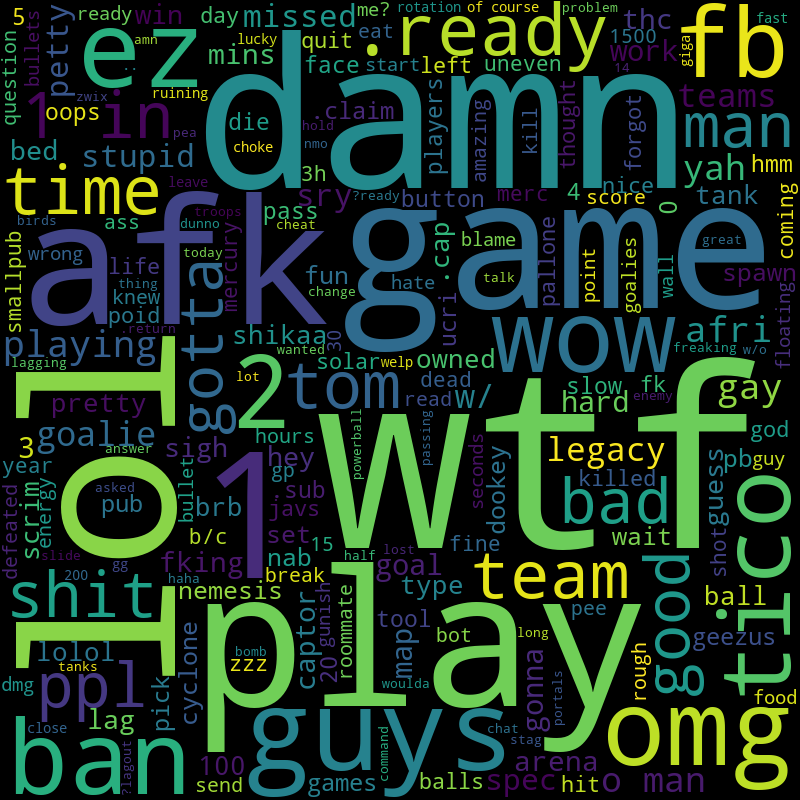 5
question
bullets
petty
ready
amn
zwix
ez
win
day
oops
ruining
pea
1
in
mins
missed
lucky
of course
choke
quit
me?
eat
rotation
start
face
left
.ready
problem
uneven
1500
14
thc
work
fb
giga
fast
teams
man
damn
die
hold
nmo
.claim
players
amazing
kill
thought
forgot
yah
hmm
bed
stupid
3h
sry
button
merc
4
nice
score
0
tank
coming
time
leave
birds
ass
troops
dunno
?ready
pass
cheat
.cap
blame
pallone
point
goalies
wall
great
spawn
floating
smallpub
wrong
life
thing
knew
poid
.return
mercury
today
afk
fun
change
hate
ucri
talk
game
playing
lagging
gotta
shikaa
wanted
30
solar
welp
owned
wow
freaking
w/o
afri
lol
pretty
2
lot
tom
dead
read
w/
slow
fk
hard
enemy
gay
god
goalie
3
sigh
hey
hours
powerball
passing
wtf
legacy
guess
pb
guy
year
answer
energy
asked
defeated
scrim
pub
bullet
brb
gp
.sub
javs
seconds
dookey
killed
bad
shot
tico
slide
gg
200
b/c
1
set
15
fine
wait
fking
nab
half
lost
goal
team
good
shit
haha
nemesis
break
roommate
type
pee
ball
geezus
lolol
tanks
cyclone
zzz
bomb
captor
20
gunish
tool
map
bot
long
gonna
rough
dmg
ppl
pick
play
woulda
portals
food
close
lag
guys
chat
stag
omg
ban
?lagout
100
send
games
command
balls
spec
arena
hit
o man